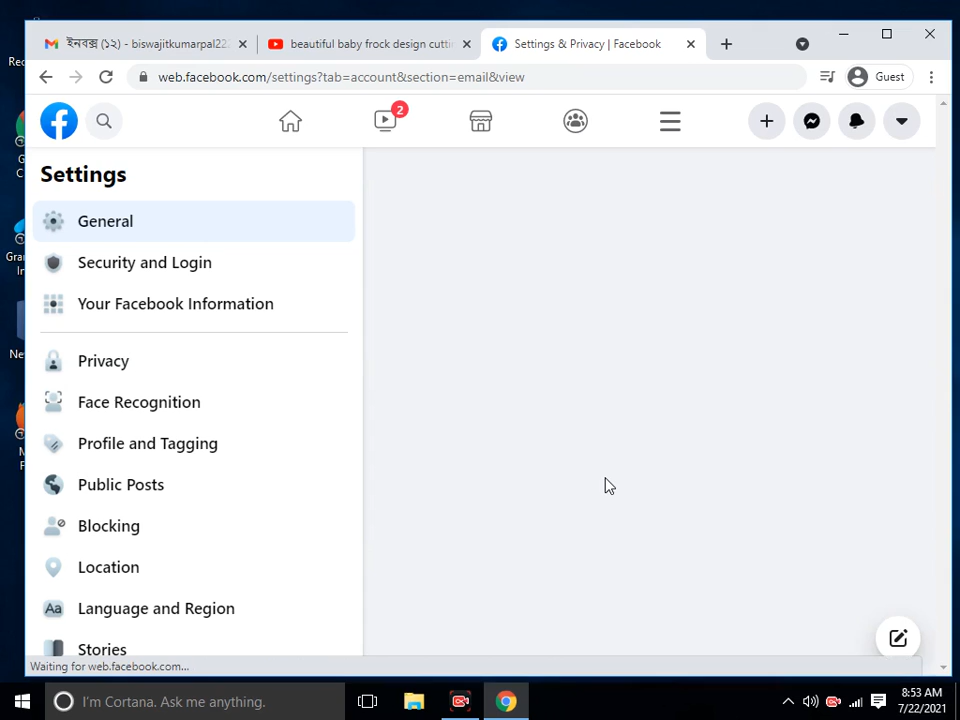 ইনবক্স (১২) - biswajitkumarpal222
beautiful baby frock design cutti
Settings & Privacy | Facebook
web.facebook.com/settings?tab=account&section=email&view
Guest
2
Settings
General
Security and Login
Your Facebook Information
Privacy
Face Recognition
Profile and Tagging
Public Posts
Blocking
Location
Aa
Language and Region
Stories
Waiting for web.facebook.com...
I'm Cortana. Ask me anything.
8:53 AM
7/22/2021